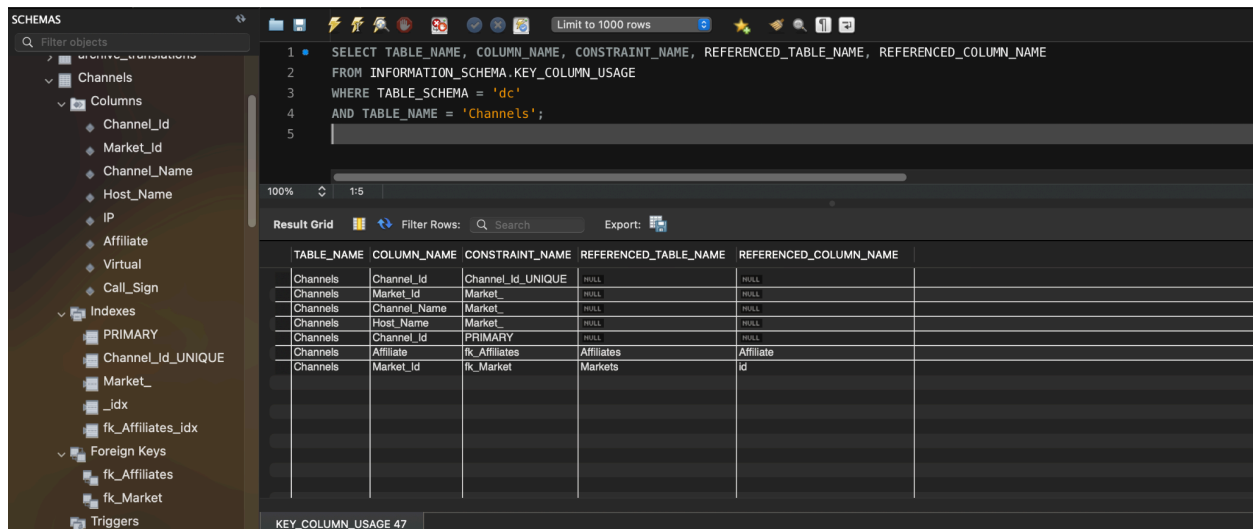 SCHEMAS
Filter objects
archive_translations
Channels
Columns
Channel_Id
Market_Id
Channel_Name
Host_Name
IP
Affiliate
Virtual
Call_Sign
Indexes
PRIMARY
Channel_Id_UNIQUE
Market_
_idx
fk_Affiliates_idx
Foreign Keys
fk_Affiliates
fk_Market
Triggers
Limit to 1000 rows
1 SELECT TABLE_NAME, COLUMN_NAME, CONSTRAINT_NAME, REFERENCED_TABLE_NAME, REFERENCED_COLUMN_NAME
2 FROM INFORMATION_SCHEMA.KEY_COLUMN_USAGE
3 WHERE TABLE_SCHEMA = 'dc'
4 AND TABLE_NAME = 'Channels';
5
100% 1:5
Result Grid Filter Rows: Search Export:
TABLE_NAME COLUMN_NAME CONSTRAINT_NAME REFERENCED_TABLE_NAME REFERENCED_COLUMN_NAME
Channels Channel_Id Channel_Id_UNIQUE NULL NULL
Channels Market_Id Market_ NULL NULL
Channels Channel_Name Market_ NULL NULL
Channels Host_Name Market_ NULL NULL
Channels Channel_Id PRIMARY NULL NULL
Channels Affiliate fk_Affiliates Affiliates Affiliate
Channels Market_Id fk_Market Markets id
KEY_COLUMN_USAGE 47